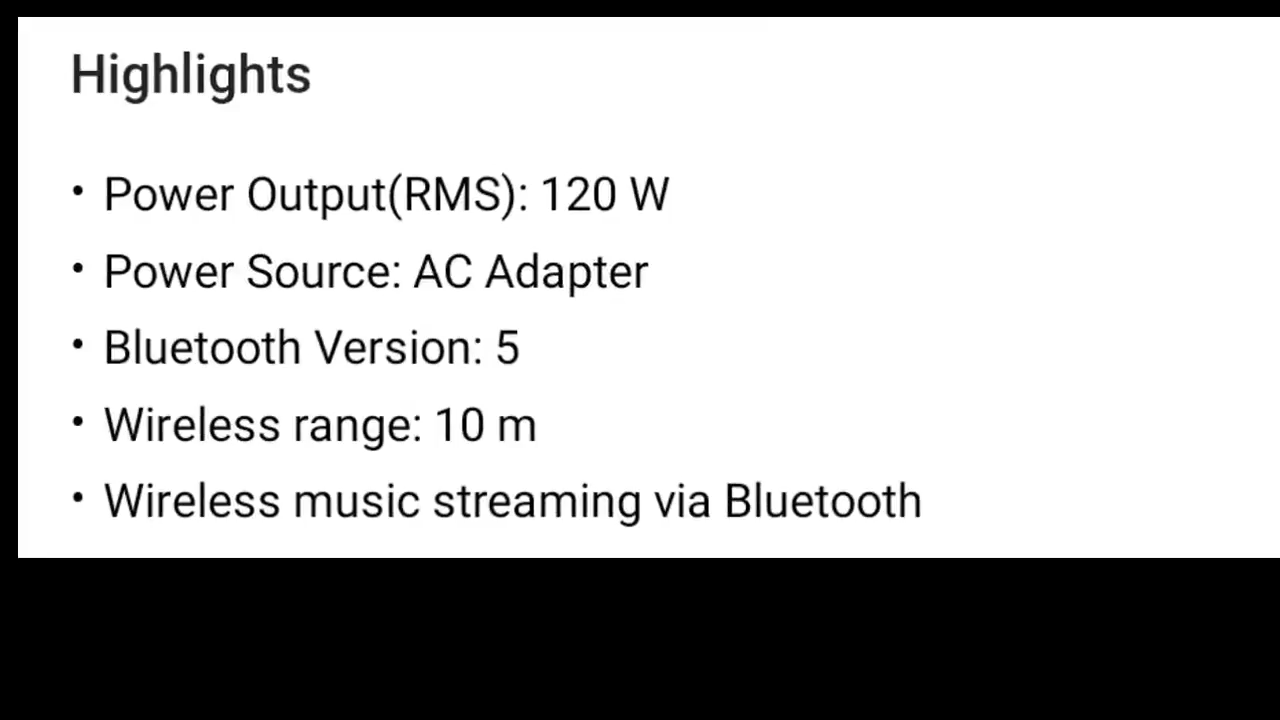 Highlights
• Power Output(RMS): 120 W
• Power Source: AC Adapter
• Bluetooth Version: 5
• Wireless range: 10 m
• Wireless music streaming via Bluetooth